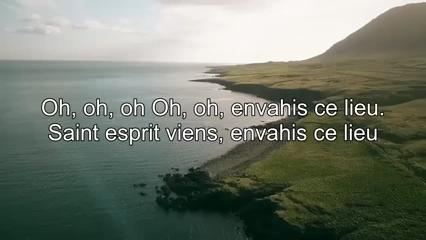 Oh, oh, oh Oh, oh, envahis ce lieu.
Saint esprit viens, envahis ce lieu